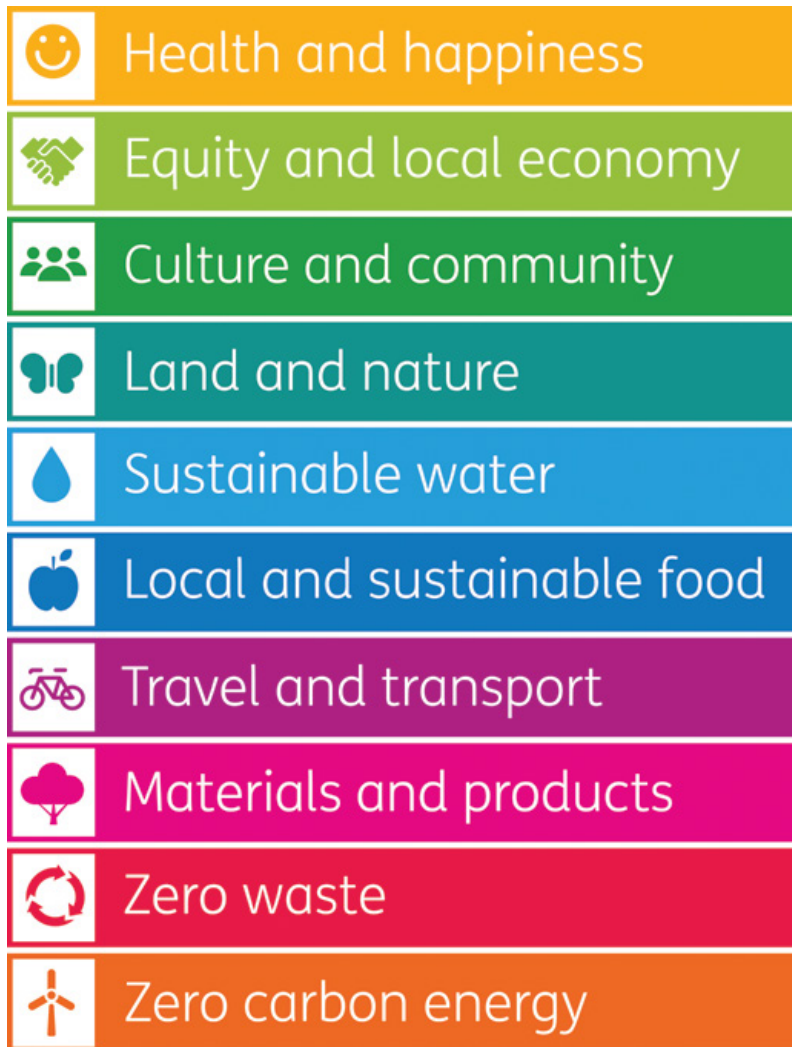 Health and happiness
Equity and local economy
Culture and community
Land and nature
Sustainable water
Local and sustainable food
Travel and transport
Materials and products
Zero waste
Zero carbon energy